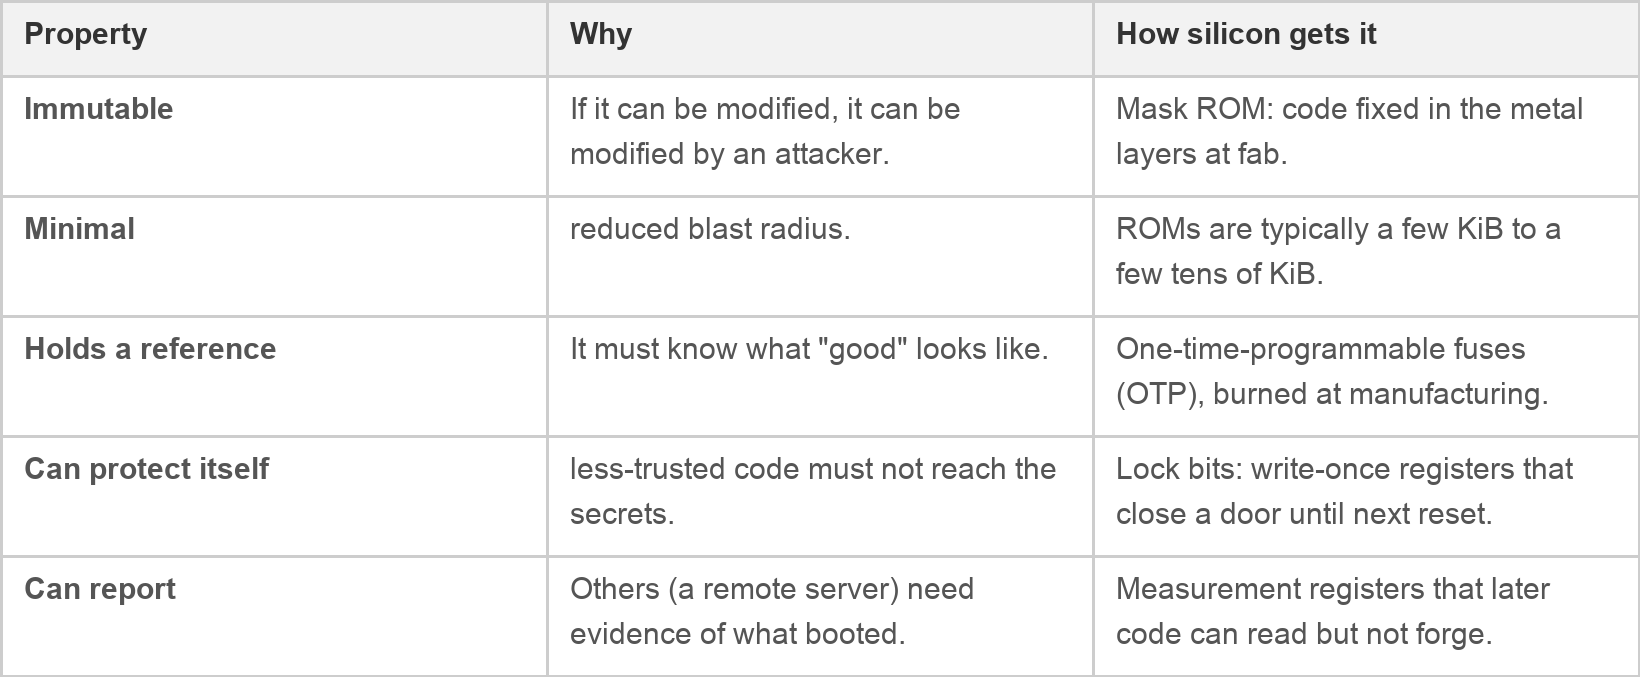 Property Why How silicon gets it
Immutable If it can be modified, it can be Mask ROM: code fixed in the metal
modified by an attacker. layers at fab.
Minimal reduced blast radius. ROMs are typically a few KiB to a
few tens of KiB.
Holds a reference It must know what "good" looks like. One-time-programmable fuses
(OTP), burned at manufacturing.
Can protect itself less-trusted code must not reach the Lock bits: write-once registers that
secrets. close a door until next reset.
Can report Others (a remote server) need Measurement registers that later
evidence of what booted. code can read but not forge.